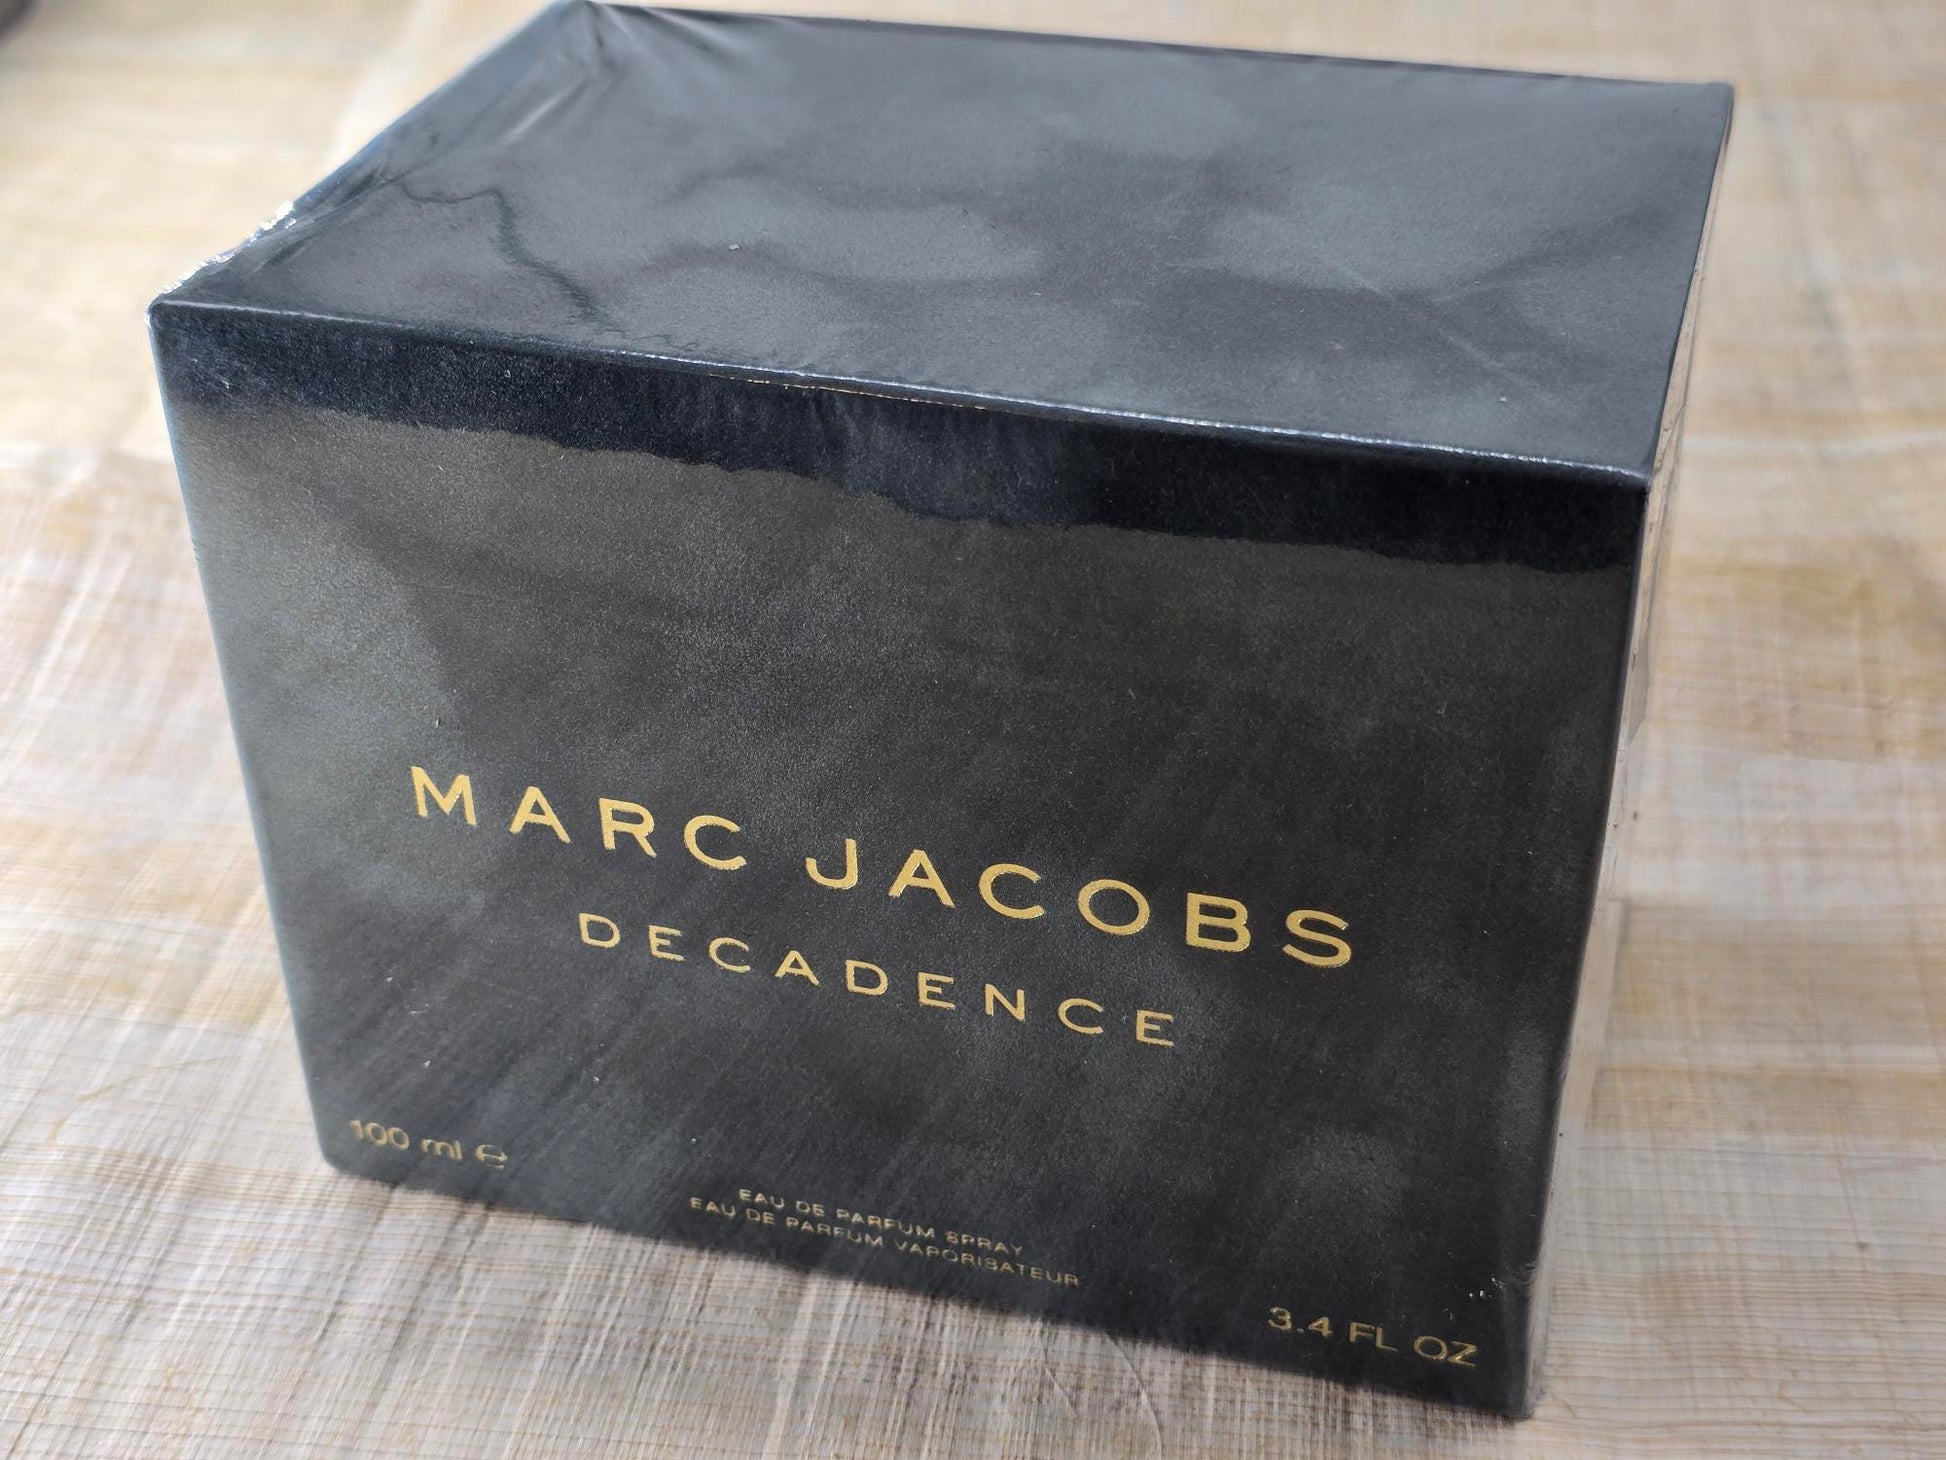 MARC JACOBS
DECADENCE
100 ml ℮
EAU DE PARFUM SPRAY
EAU DE PARFUM VAPORISATEUR
3.4 FL OZ